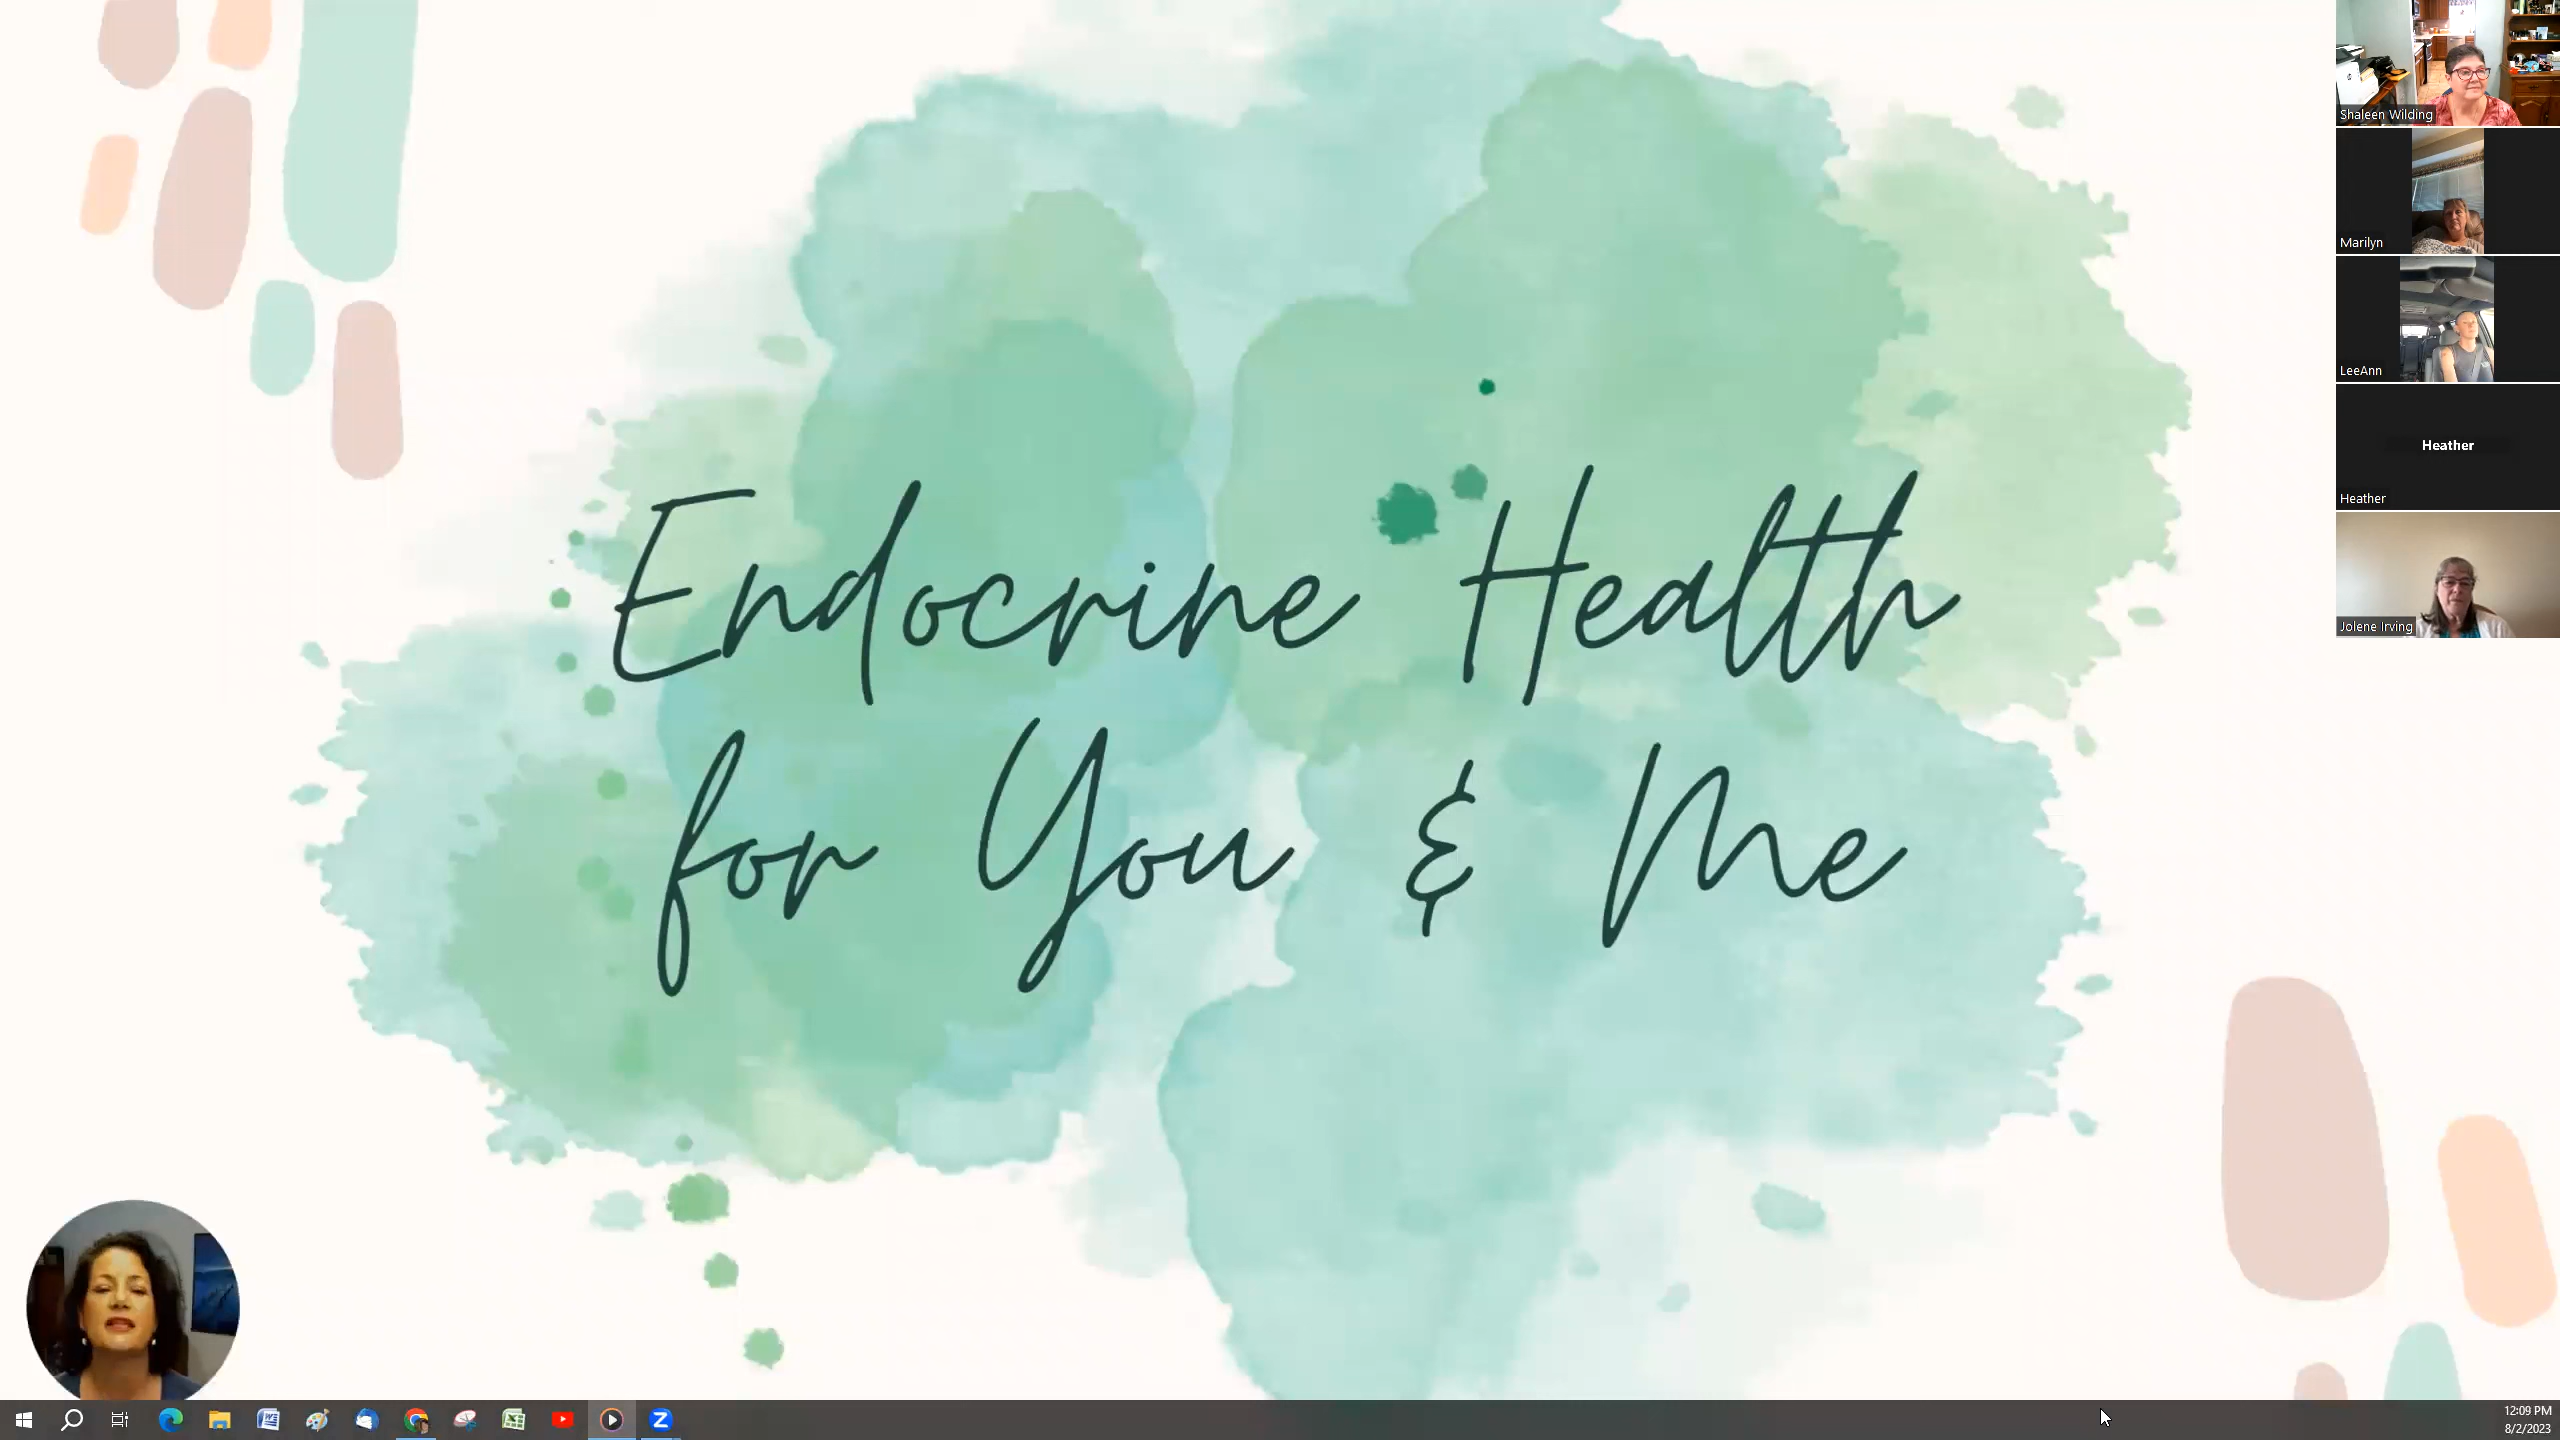 Endocrine Health
for You & Me
Shaleen Wilding
Marilyn
LeeAnn
Heather
Heather
Jolene Irving
12:09 PM
8/2/2023